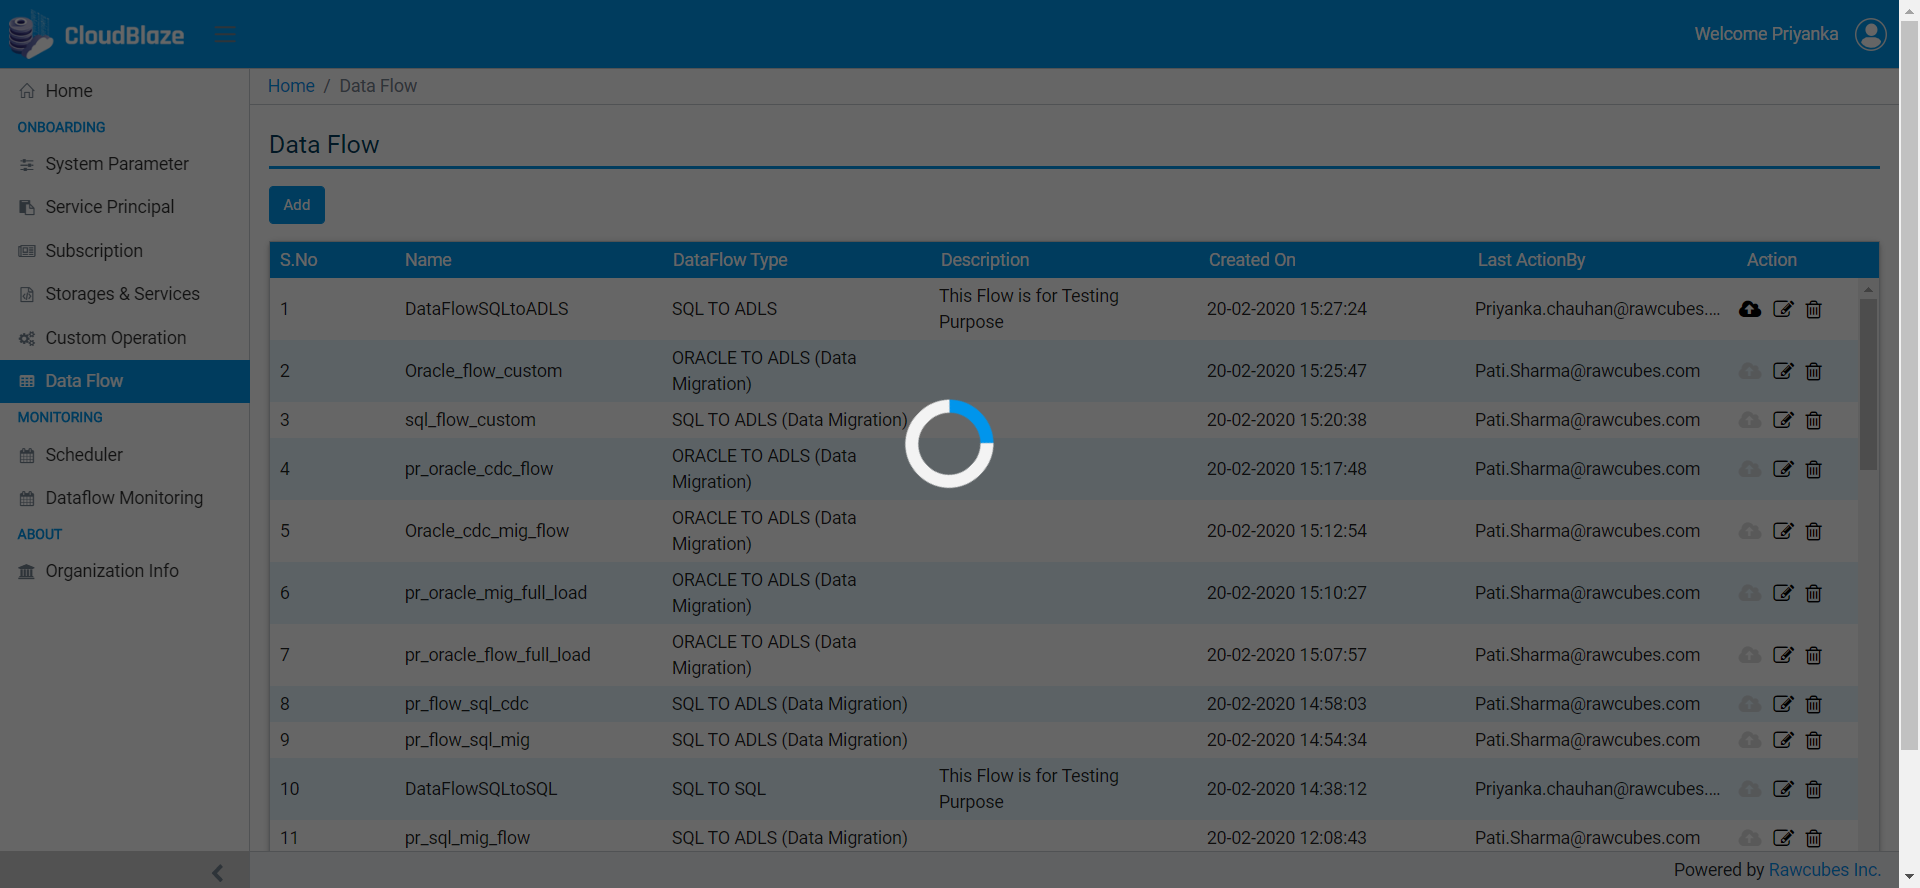 CloudBlaze
Welcome Priyanka
Home
ONBOARDING
System Parameter
Service Principal
Subscription
Storages & Services
Custom Operation
Data Flow
MONITORING
Scheduler
Dataflow Monitoring
ABOUT
Organization Info
Home / Data Flow
Data Flow
Add
S.No Name DataFlow Type Description Created On Last ActionBy Action
1 DataFlowSQLtoADLS SQL TO ADLS This Flow is for Testing Purpose 20-02-2020 15:27:24 Priyanka.chauhan@rawcubes....
2 Oracle_flow_custom ORACLE TO ADLS (Data Migration) 20-02-2020 15:25:47 Pati.Sharma@rawcubes.com
3 sql_flow_custom SQL TO ADLS (Data Migration) 20-02-2020 15:20:38 Pati.Sharma@rawcubes.com
4 pr_oracle_cdc_flow ORACLE TO ADLS (Data Migration) 20-02-2020 15:17:48 Pati.Sharma@rawcubes.com
5 Oracle_cdc_mig_flow ORACLE TO ADLS (Data Migration) 20-02-2020 15:12:54 Pati.Sharma@rawcubes.com
6 pr_oracle_mig_full_load ORACLE TO ADLS (Data Migration) 20-02-2020 15:10:27 Pati.Sharma@rawcubes.com
7 pr_oracle_flow_full_load ORACLE TO ADLS (Data Migration) 20-02-2020 15:07:57 Pati.Sharma@rawcubes.com
8 pr_flow_sql_cdc SQL TO ADLS (Data Migration) 20-02-2020 14:58:03 Pati.Sharma@rawcubes.com
9 pr_flow_sql_mig SQL TO ADLS (Data Migration) 20-02-2020 14:54:34 Pati.Sharma@rawcubes.com
10 DataFlowSQLtoSQL SQL TO SQL This Flow is for Testing Purpose 20-02-2020 14:38:12 Priyanka.chauhan@rawcubes....
11 pr_sql_mig_flow SQL TO ADLS (Data Migration) 20-02-2020 12:08:43 Pati.Sharma@rawcubes.com
Powered by Rawcubes Inc.